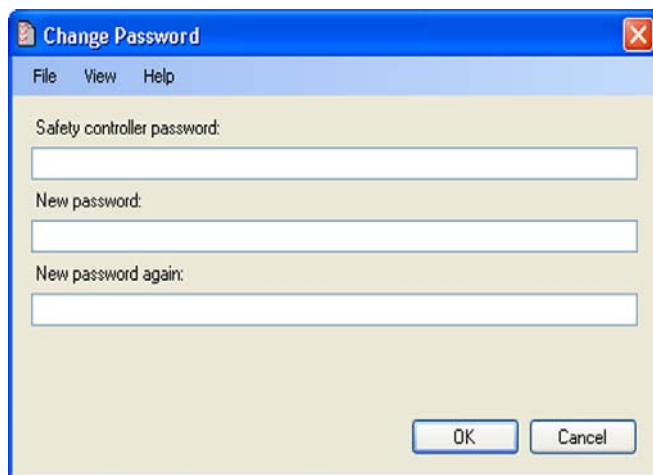 Change Password
File View Help
Safety controller password:
New password:
New password again:
OK Cancel